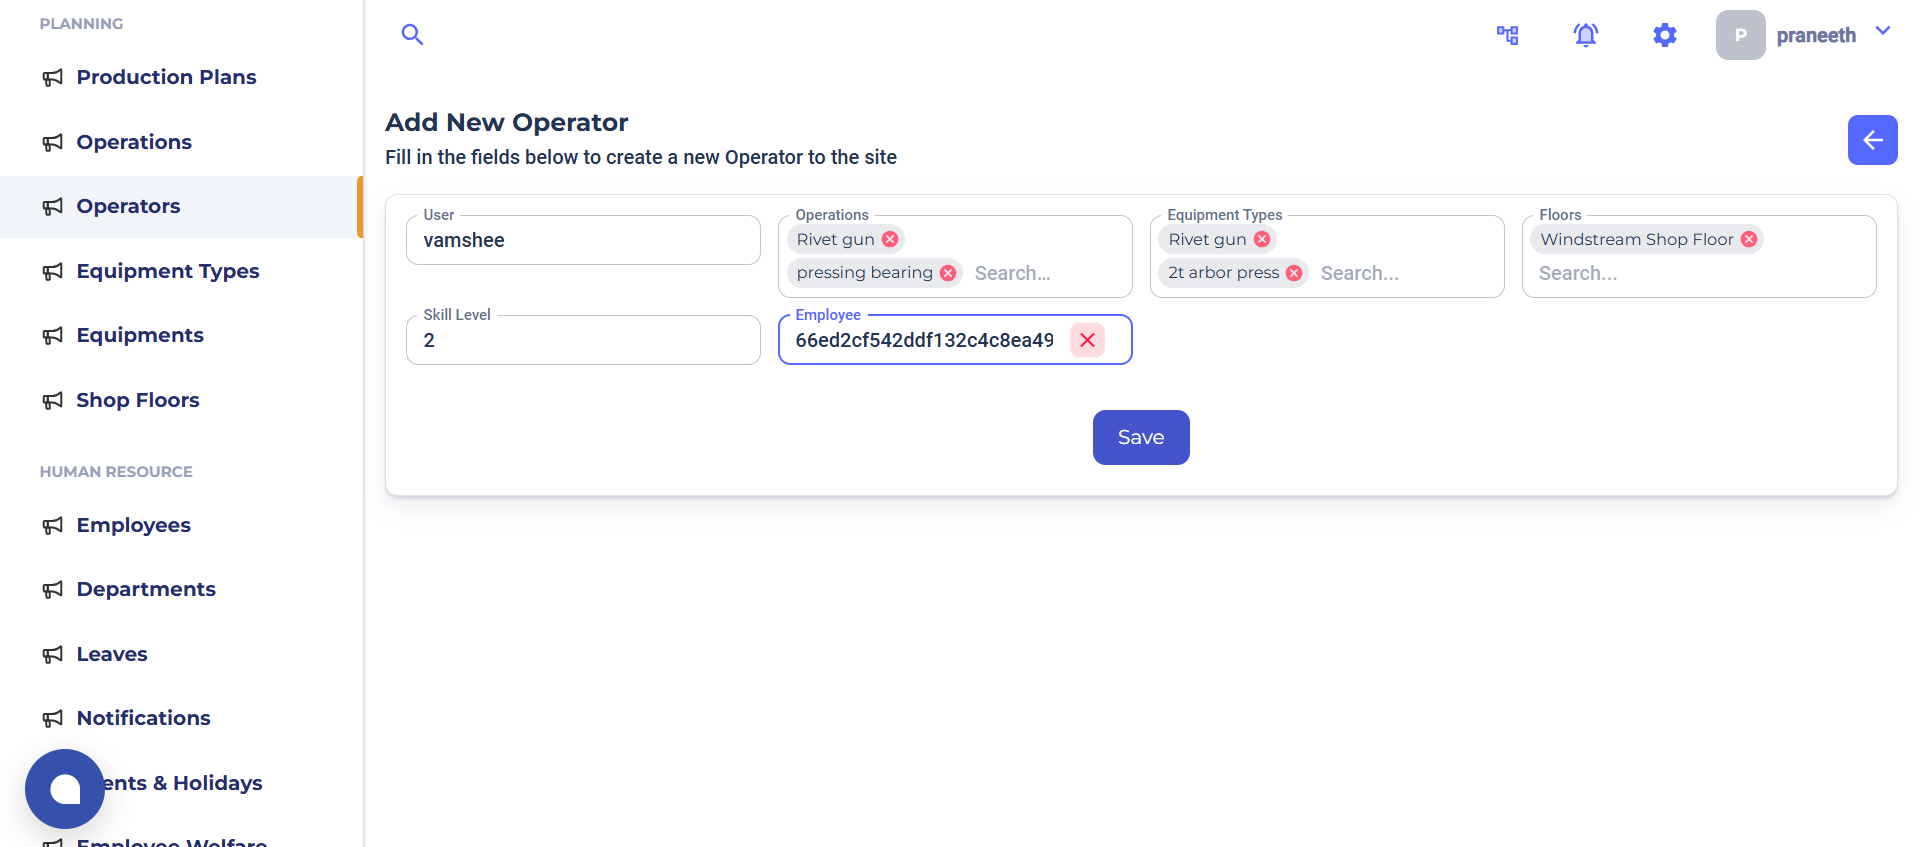 PLANNING
Production Plans
Operations
Operators
Equipment Types
Equipments
Shop Floors
HUMAN RESOURCE
Employees
Departments
Leaves
Notifications
ents & Holidays
Employee Welfare
P
praneeth
Add New Operator
Fill in the fields below to create a new Operator to the site
User
vamshee
Operations
Rivet gun
pressing bearing
Search...
Equipment Types
Rivet gun
2t arbor press
Search...
Floors
Windstream Shop Floor
Search...
Skill Level
2
Employee
66ed2cf542ddf132c4c8ea49
Save